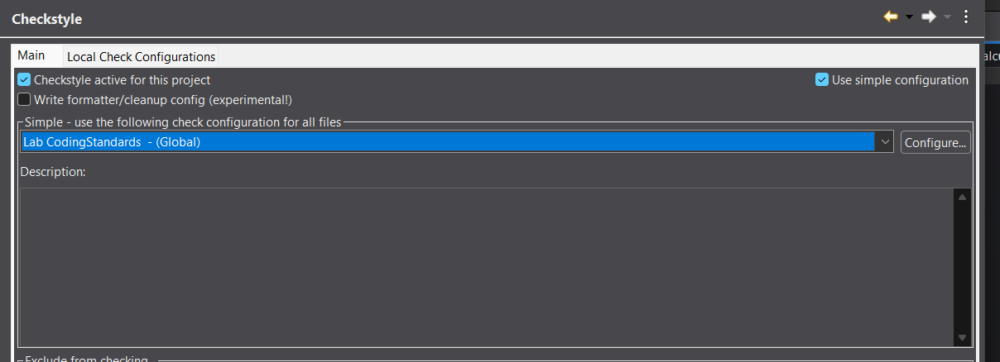 Checkstyle
Main Local Check Configurations
Checkstyle active for this project Use simple configuration
Write formatter/cleanup config (experimental!)
Simple - use the following check configuration for all files
Lab CodingStandards - (Global) Configure...
Description:
Exclude from checking